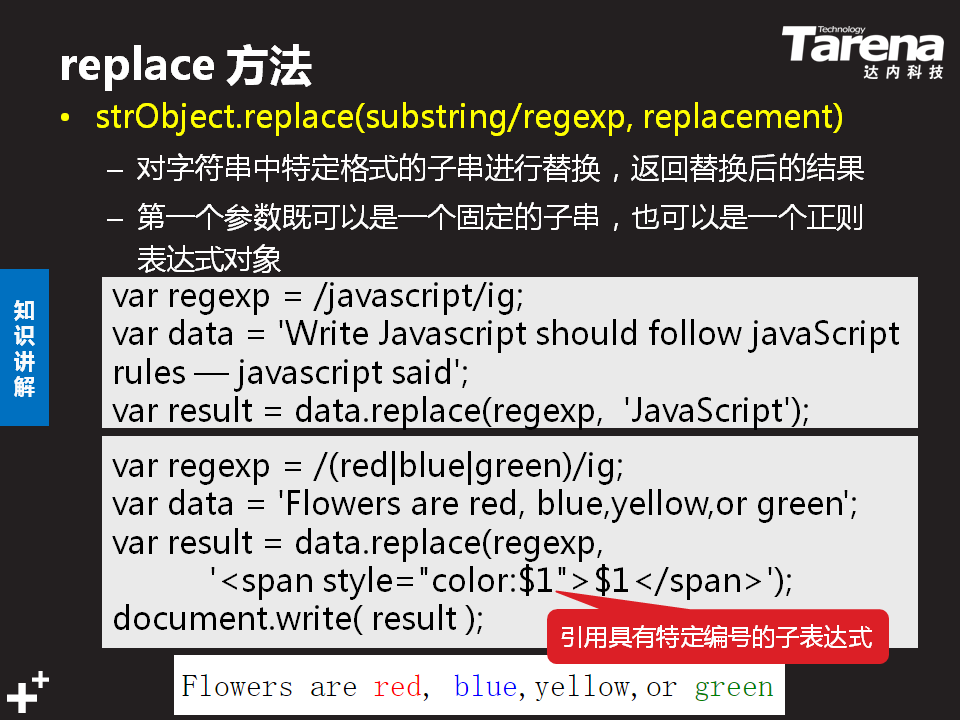 Technology
Tarena
达内科技
replace 方法
• strObject.replace(substring/regexp, replacement)
– 对字符串中特定格式的子串进行替换，返回替换后的结果
– 第一个参数既可以是一个固定的子串，也可以是一个正则
表达式对象
知
识
讲
解
var regexp = /javascript/ig;
var data = 'Write Javascript should follow javaScript
rules — javascript said';
var result = data.replace(regexp,  'JavaScript');
var regexp = /(red|blue|green)/ig;
var data = 'Flowers are red, blue,yellow,or green';
var result = data.replace(regexp,
'<span style="color:$1">$1</span>');
document.write( result );
引用具有特定编号的子表达式
Flowers are red, blue,yellow,or green